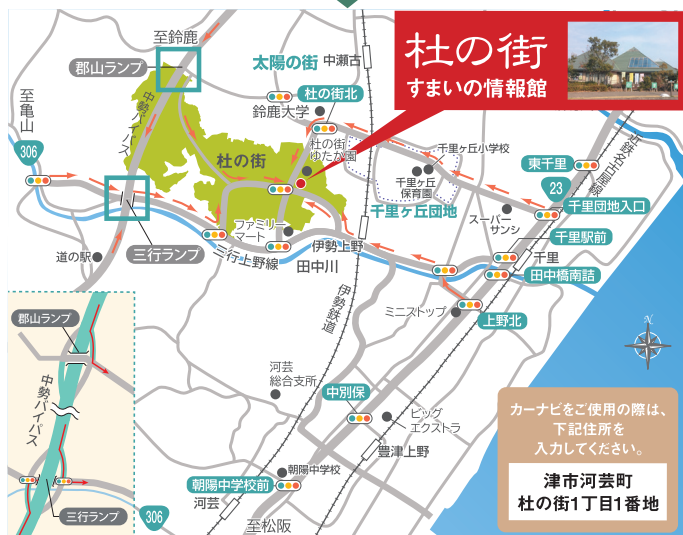 至鈴鹿
郡山ランプ
太陽の街
中瀬古
杜の街
すまいの情報館
至亀山
306
中勢バイパス
鈴鹿大学
杜の街北
杜の街
ゆたか園
杜の街
千里ヶ丘小学校
千里ヶ丘
保育園
千里ヶ丘団地
東千里
近鉄名古屋線
23
千里団地入口
スーパー
サンシ
千里駅前
千里
田中橋南詰
三行ランプ
ファミリー
マート
三行上野線
伊勢上野
田中川
道の駅
伊勢鉄道
ミニストップ
上野北
N
郡山ランプ
中勢バイパス
三行ランプ
306
河芸
総合支所
中別保
ビッグ
エクストラ
豊津上野
朝陽中学校
朝陽中学校前
河芸
至松阪
カーナビをご使用の際は、
下記住所を
入力してください。
津市河芸町
杜の街1丁目1番地